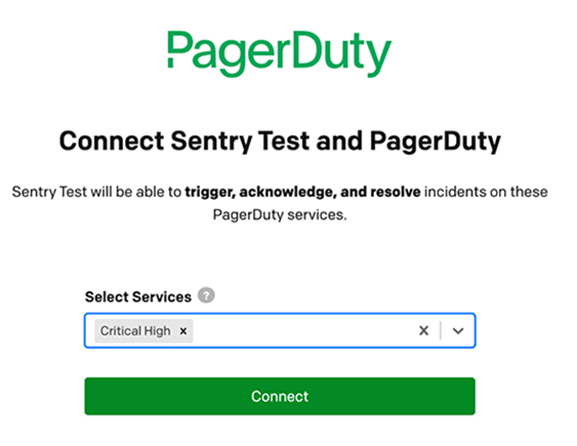 PagerDuty
Connect Sentry Test and PagerDuty
Sentry Test will be able to trigger, acknowledge, and resolve incidents on these
PagerDuty services.
Select Services ?
Critical High x
Connect